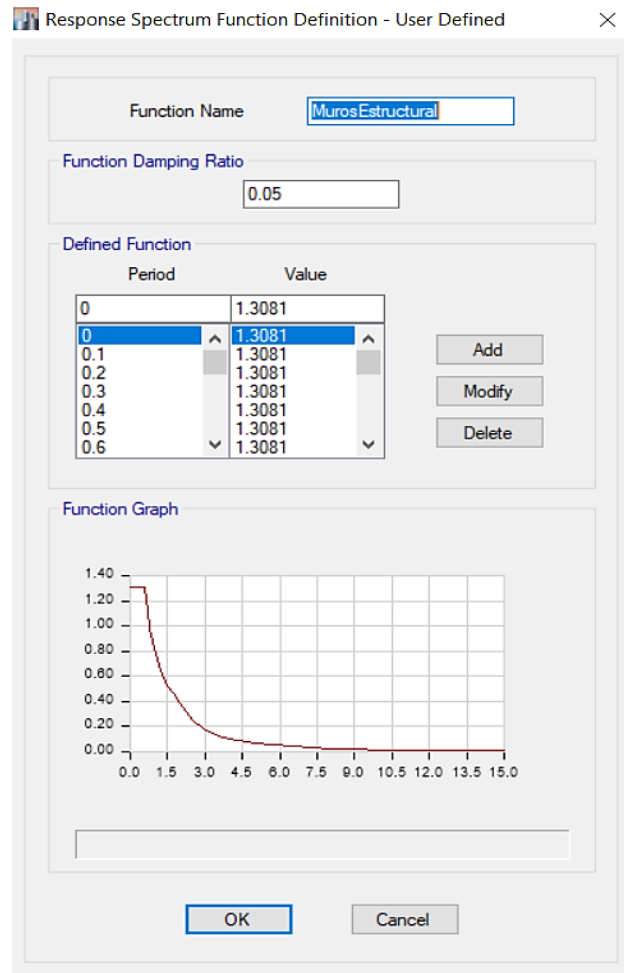 Response Spectrum Function Definition - User Defined
Function Name
MurosEstructural
Function Damping Ratio
0.05
Defined Function
Period Value
0 1.3081
0 1.3081
0.1 1.3081
0.2 1.3081
0.3 1.3081
0.4 1.3081
0.5 1.3081
0.6 1.3081
Add
Modify
Delete
Function Graph
1.40
1.20
1.00
0.80
0.60
0.40
0.20
0.00
0.0 1.5 3.0 4.5 6.0 7.5 9.0 10.5 12.0 13.5 15.0
OK Cancel